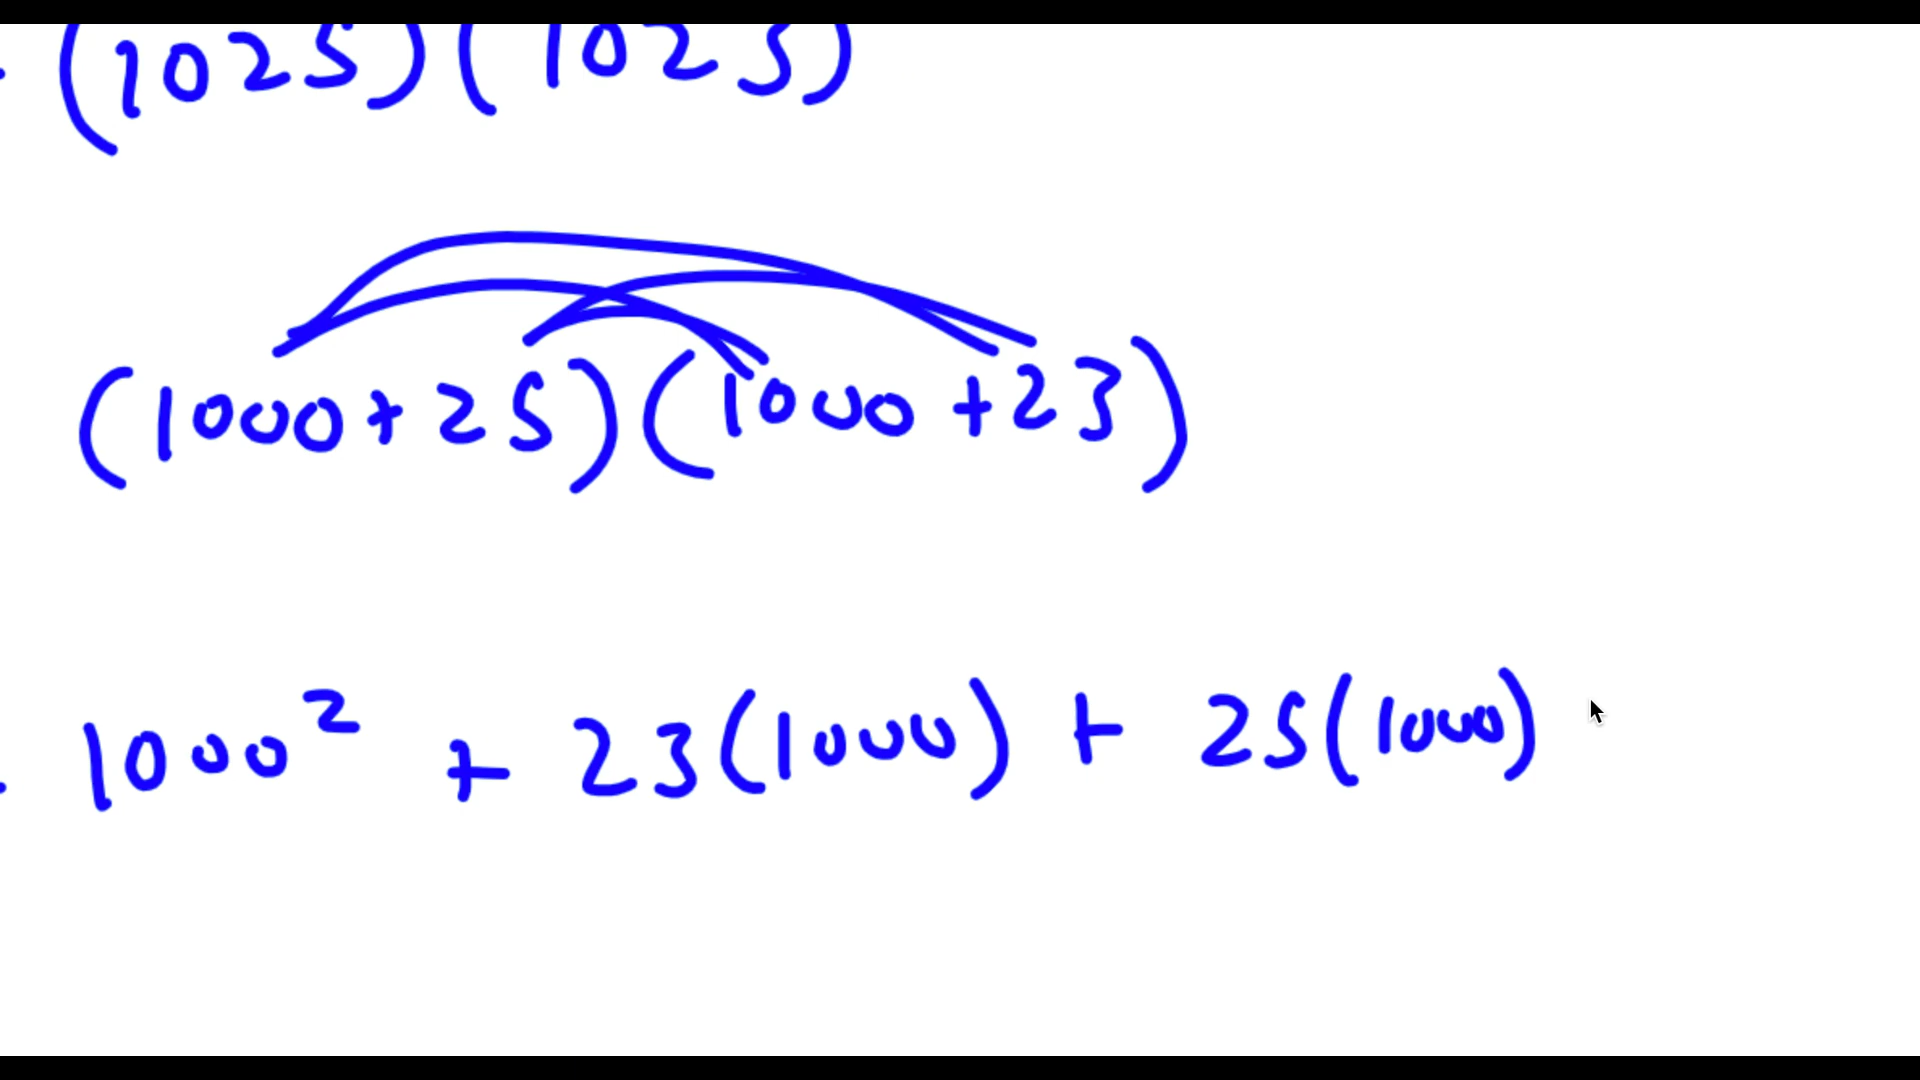 (1025)(1023)
(1000+25)(1000+23)
1000² + 23(1000) + 25(1000)